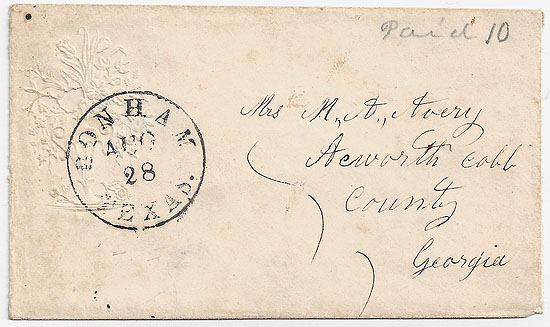 Paid 10
BONHAM
AUG
28
TEXAS.
Mrs M,, A,, Avery
Acworth Cobb
County
Georgia